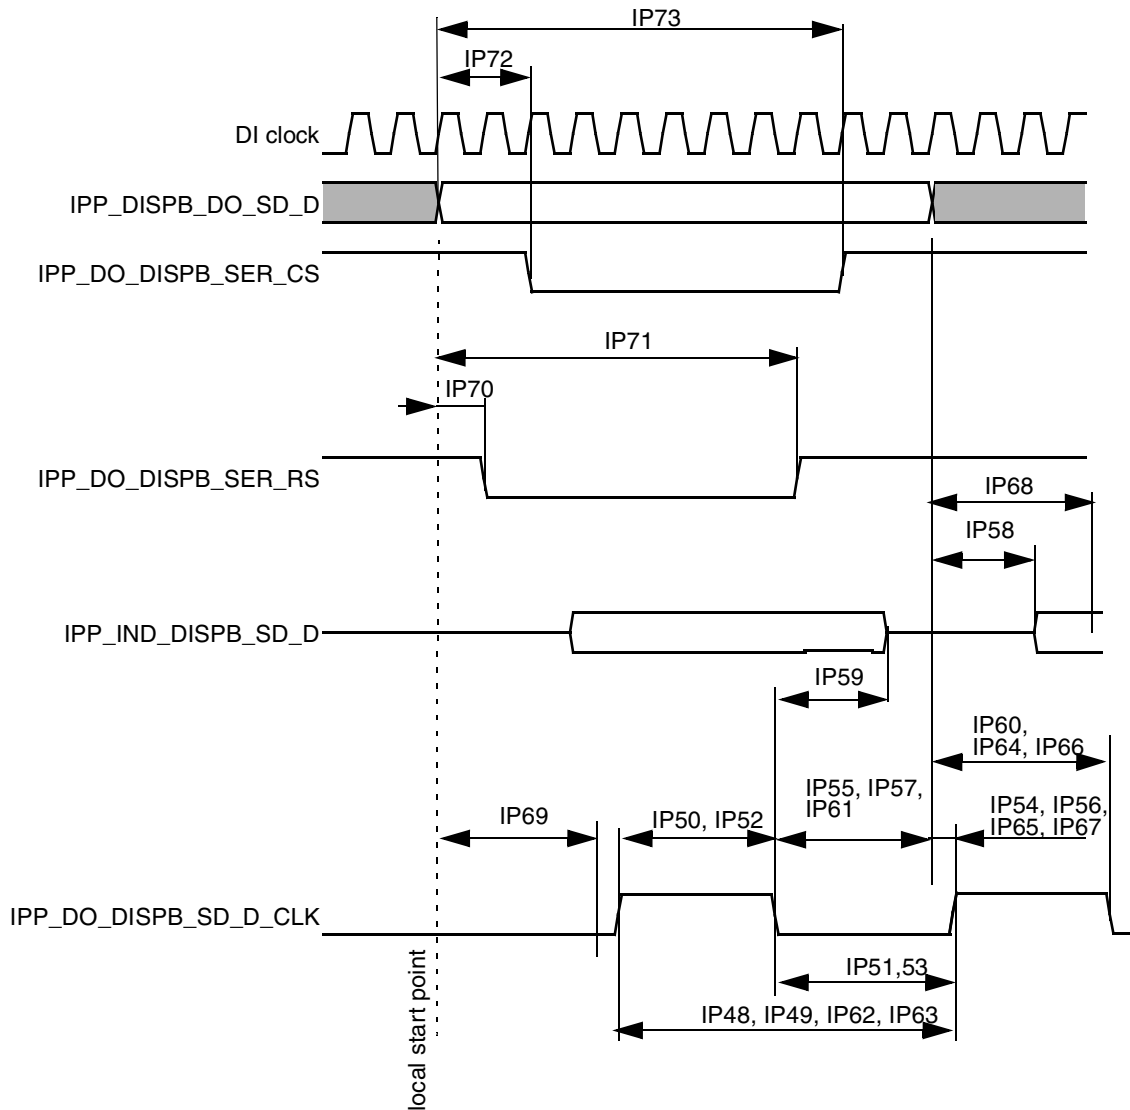 IP73
IP72
DI clock
IPP_DISPB_DO_SD_D
IPP_DO_DISPB_SER_CS
IP71
IP70
IPP_DO_DISPB_SER_RS
IP68
IP58
IPP_IND_DISPB_SD_D
IP59
IP60,
IP64, IP66
IP55, IP57,
IP61
IP54, IP56,
IP65, IP67
IP69
IP50, IP52
IPP_DO_DISPB_SD_D_CLK
IP51,53
IP48, IP49, IP62, IP63
local start point